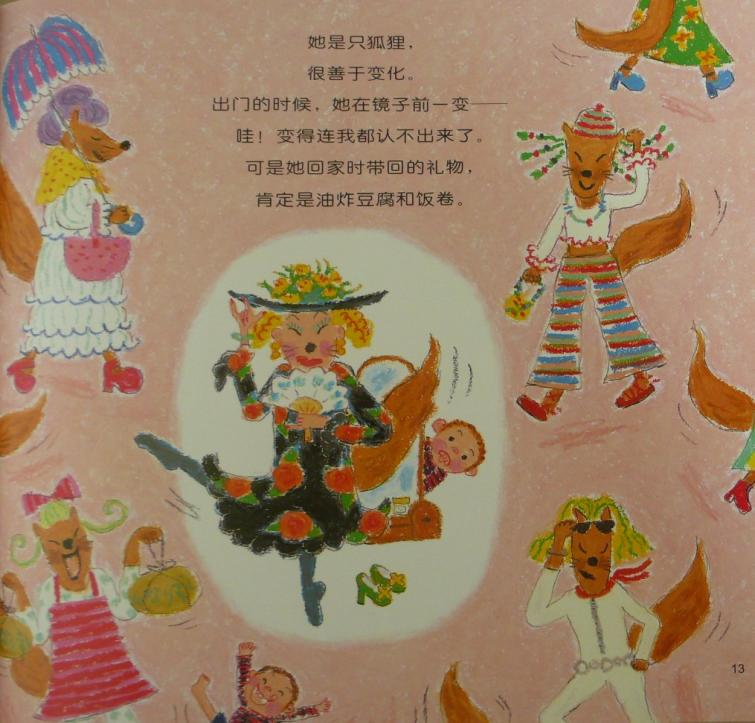 她是只狐狸，
很善于变化。
出门的时候，她在镜子前一变——
哇！变得连我都认不出来了。
可是她回家时带回的礼物，
肯定是油炸豆腐和饭卷。
13